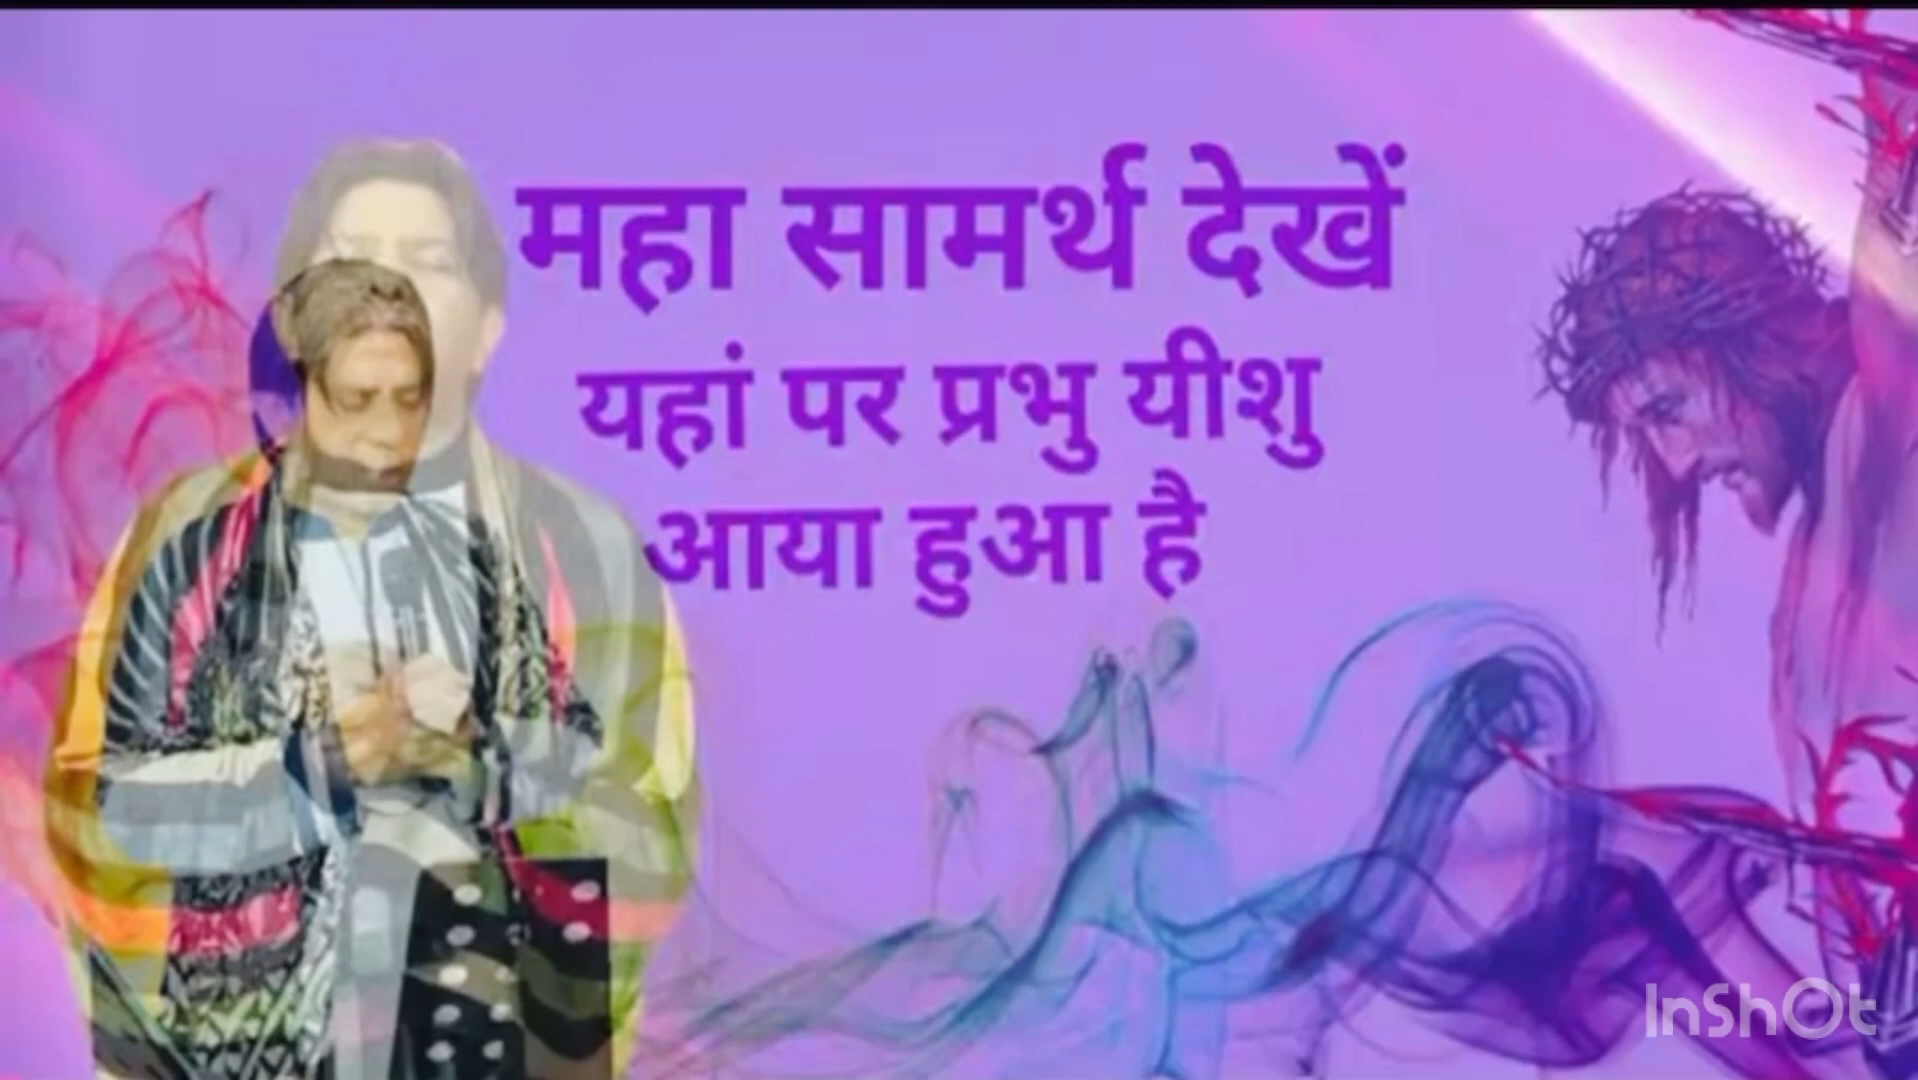 महा सामर्थ देखें
यहां पर प्रभु यीशु
आया हुआ है
InShOt